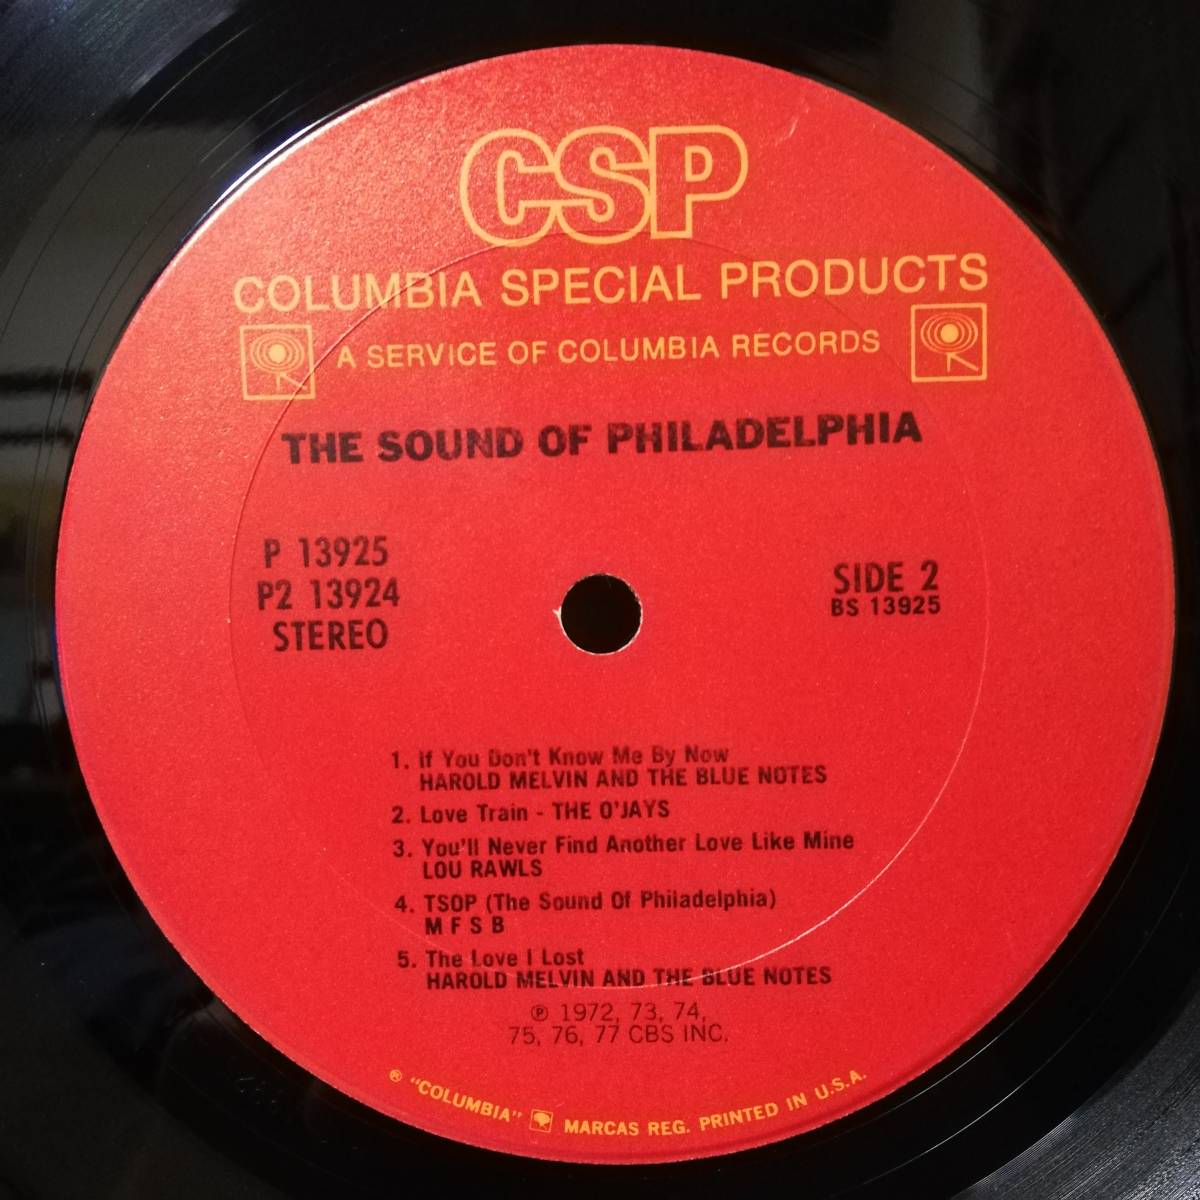 CSP
COLUMBIA SPECIAL PRODUCTS
A SERVICE OF COLUMBIA RECORDS
THE SOUND OF PHILADELPHIA
P 13925
P2 13924
STEREO
SIDE 2
BS 13925
1. If You Don't Know Me By Now
HAROLD MELVIN AND THE BLUE NOTES
2. Love Train - THE O'JAYS
3. You'll Never Find Another Love Like Mine
LOU RAWLS
4. TSOP (The Sound Of Philadelphia)
M F S B
5. The Love I Lost
HAROLD MELVIN AND THE BLUE NOTES
℗ 1972, 73, 74,
75, 76, 77 CBS INC.
® "COLUMBIA" MARCAS REG. PRINTED IN U.S.A.